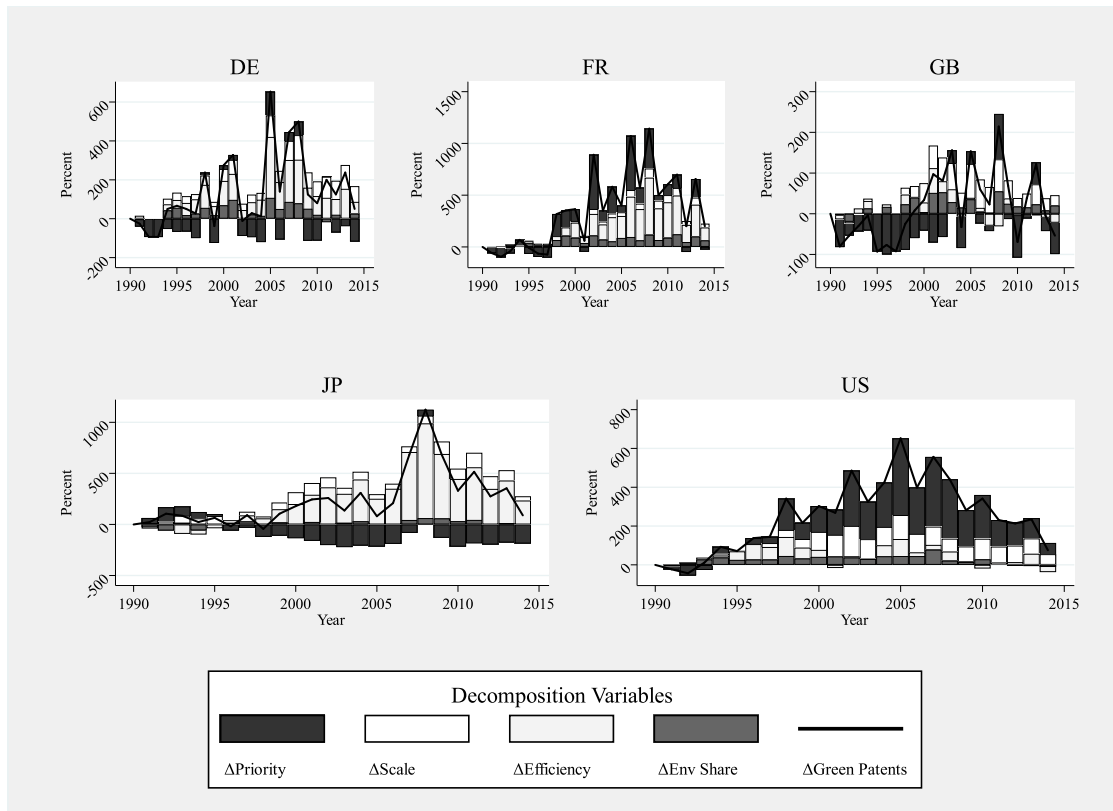 DE
Percent
600
400
200
0
-200
1990 1995 2000 2005 2010 2015
Year
FR
Percent
1500
1000
500
0
1990 1995 2000 2005 2010 2015
Year
GB
Percent
300
200
100
0
-100
1990 1995 2000 2005 2010 2015
Year
JP
Percent
1000
500
0
-500
1990 1995 2000 2005 2010 2015
Year
US
Percent
800
600
400
200
0
1990 1995 2000 2005 2010 2015
Year
Decomposition Variables
ΔPriority ΔScale ΔEfficiency ΔEnv Share ΔGreen Patents